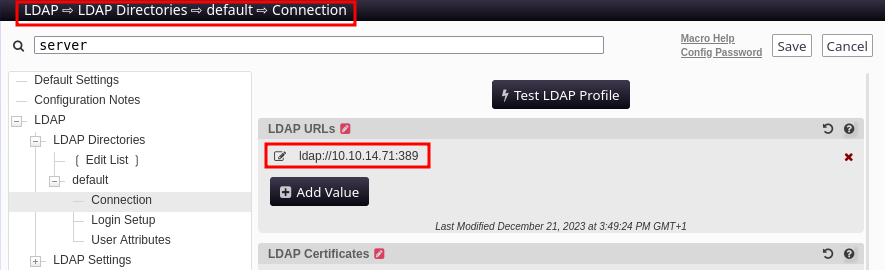 LDAP ⇨ LDAP Directories ⇨ default ⇨ Connection
server
Macro Help
Config Password
Save
Cancel
Default Settings
Configuration Notes
LDAP
LDAP Directories
[ Edit List ]
default
Connection
Login Setup
User Attributes
LDAP Settings
Test LDAP Profile
LDAP URLs
ldap://10.10.14.71:389
Add Value
Last Modified December 21, 2023 at 3:49:24 PM GMT+1
LDAP Certificates